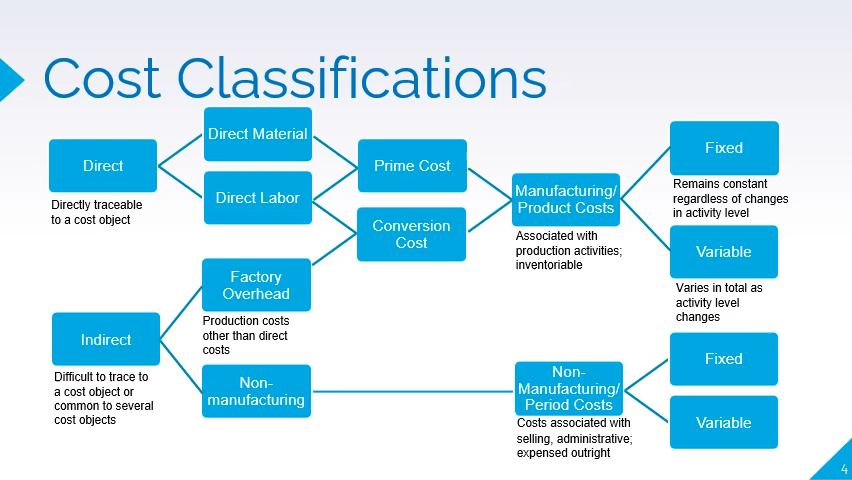 Cost Classifications
Direct
Directly traceable
to a cost object
Direct Material
Direct Labor
Prime Cost
Conversion
Cost
Manufacturing/
Product Costs
Associated with
production activities;
inventoriable
Fixed
Remains constant
regardless of changes
in activity level
Variable
Varies in total as
activity level
changes
Indirect
Difficult to trace to
a cost object or
common to several
cost objects
Factory
Overhead
Production costs
other than direct
costs
Non-
manufacturing
Non-
Manufacturing/
Period Costs
Costs associated with
selling, administrative;
expensed outright
Fixed
Variable
4